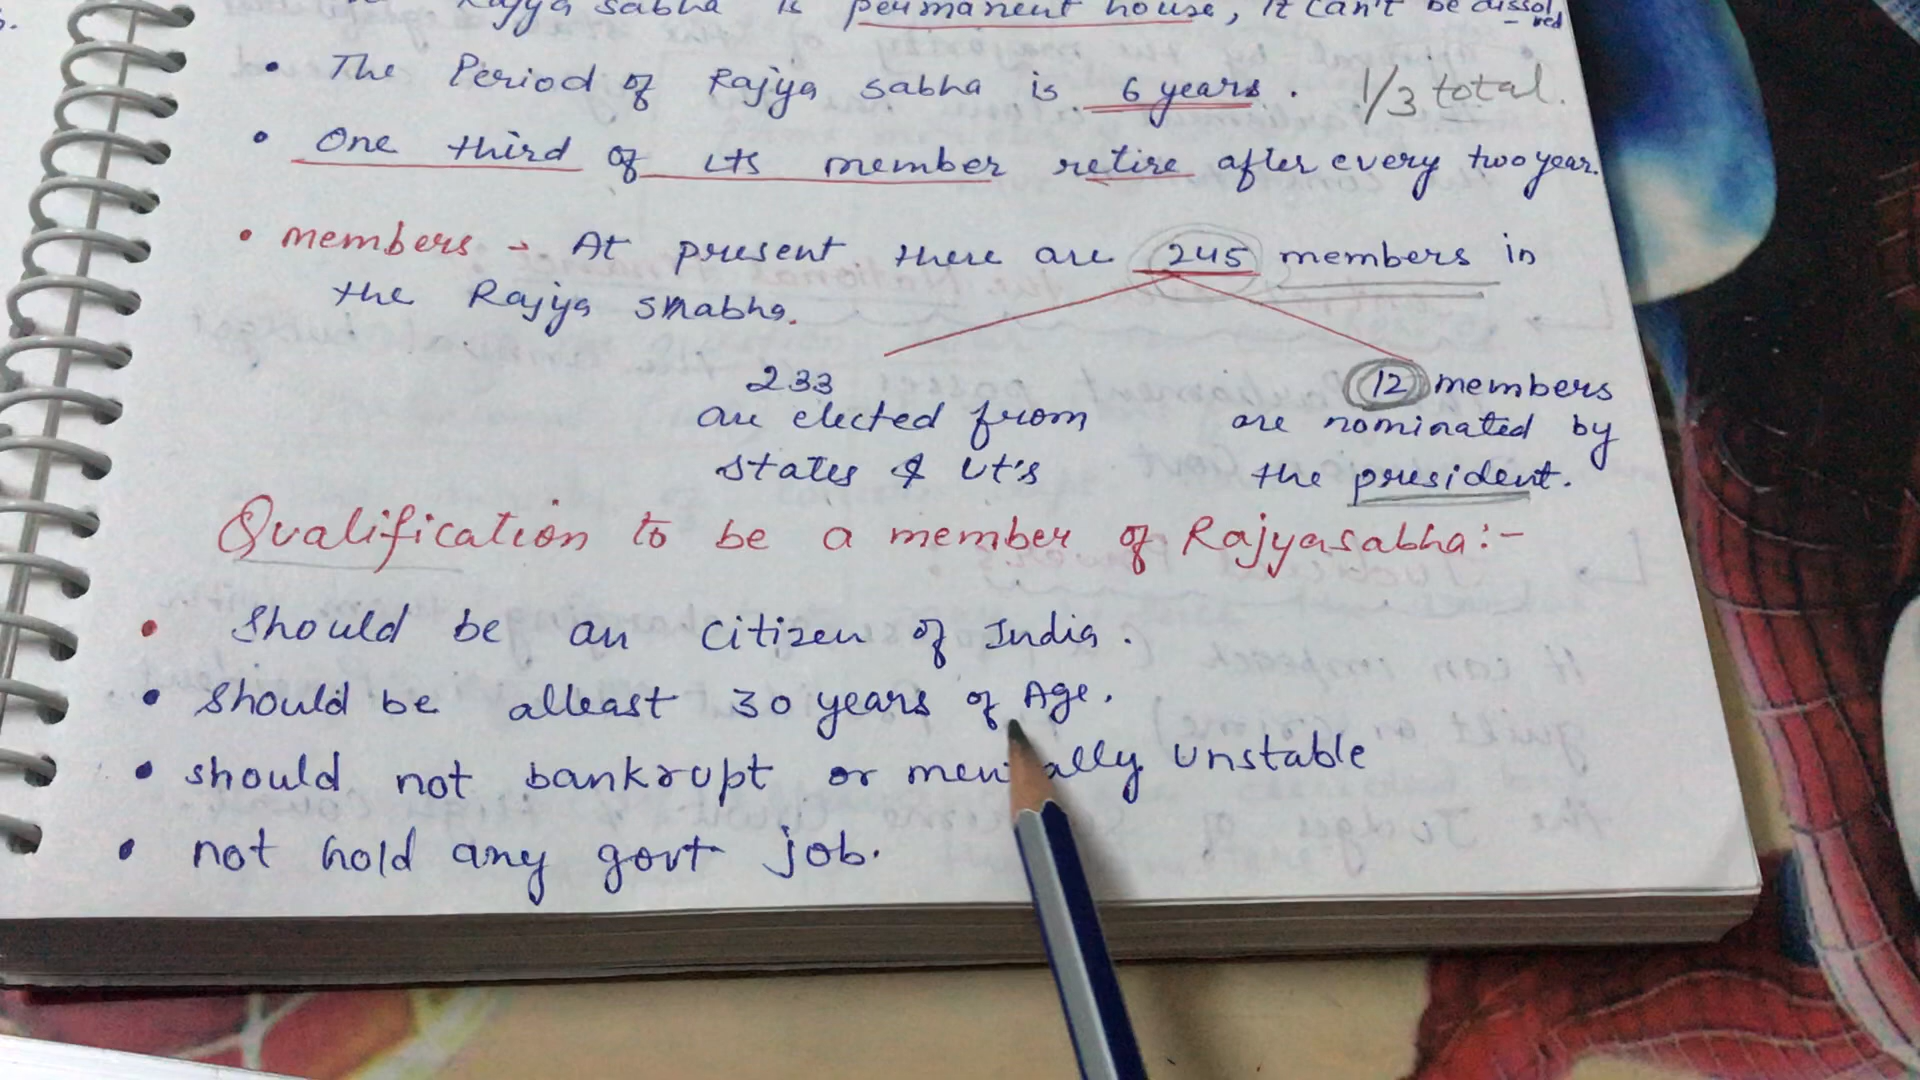 Rajya sabha is permanent house, it can't be dissol
ved
• The Period of Rajya sabha is 6 years. 1/3 total.
• One third of its member retire after every two year.
• members → At present there are 245 members in
the Rajya snabha.
233
are elected from
states & Ut's
12 members
are nominated by
the president.
Qualification to be a member of Rajyasabha:-
• Should be an citizen of India.
• Should be atleast 30 years of Age.
• should not bankrupt or mentally unstable
• not hold any govt job.